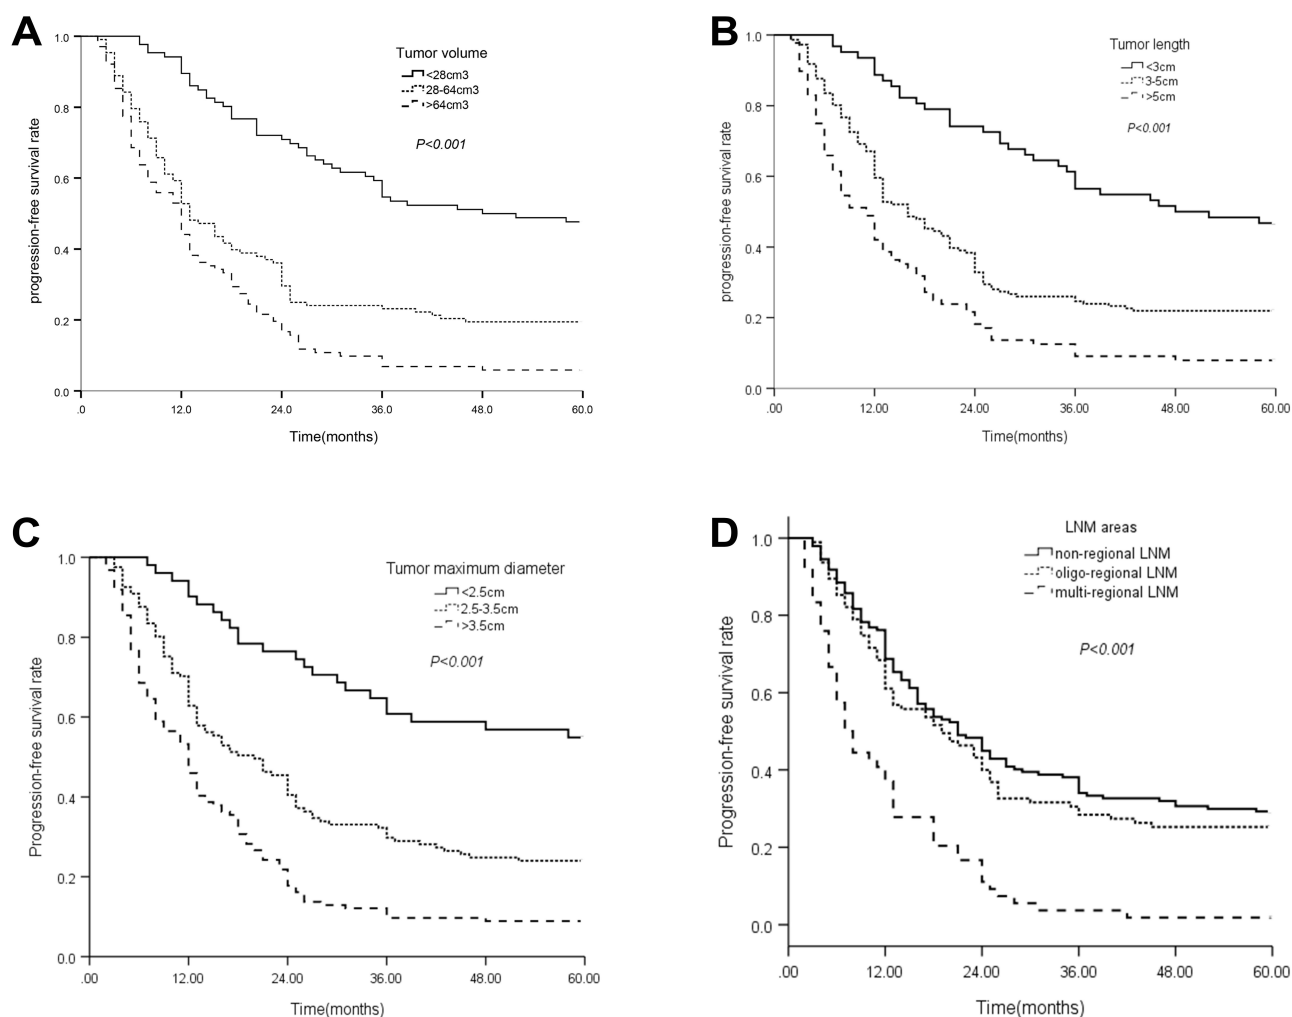 A
Tumor volume
<28cm3
28-64cm3
>64cm3
P<0.001
progression-free survival rate
1.0
0.8
0.6
0.4
0.2
0.0
.0 12.0 24.0 36.0 48.0 60.0
Time(months)
B
Tumor length
<3cm
3-5cm
>5cm
P<0.001
progression-free survival rate
1.0
0.8
0.6
0.4
0.2
0.0
.00 12.00 24.00 36.00 48.00 60.00
Time(months)
C
Tumor maximum diameter
<2.5cm
2.5-3.5cm
>3.5cm
P<0.001
Progression-free survival rate
1.0
0.8
0.6
0.4
0.2
0.0
.00 12.00 24.00 36.00 48.00 60.00
Time(months)
D
LNM areas
non-regional LNM
oligo-regional LNM
multi-regional LNM
P<0.001
Progression-free survival rate
1.0
0.8
0.6
0.4
0.2
0.0
.00 12.00 24.00 36.00 48.00 60.00
Time(months)